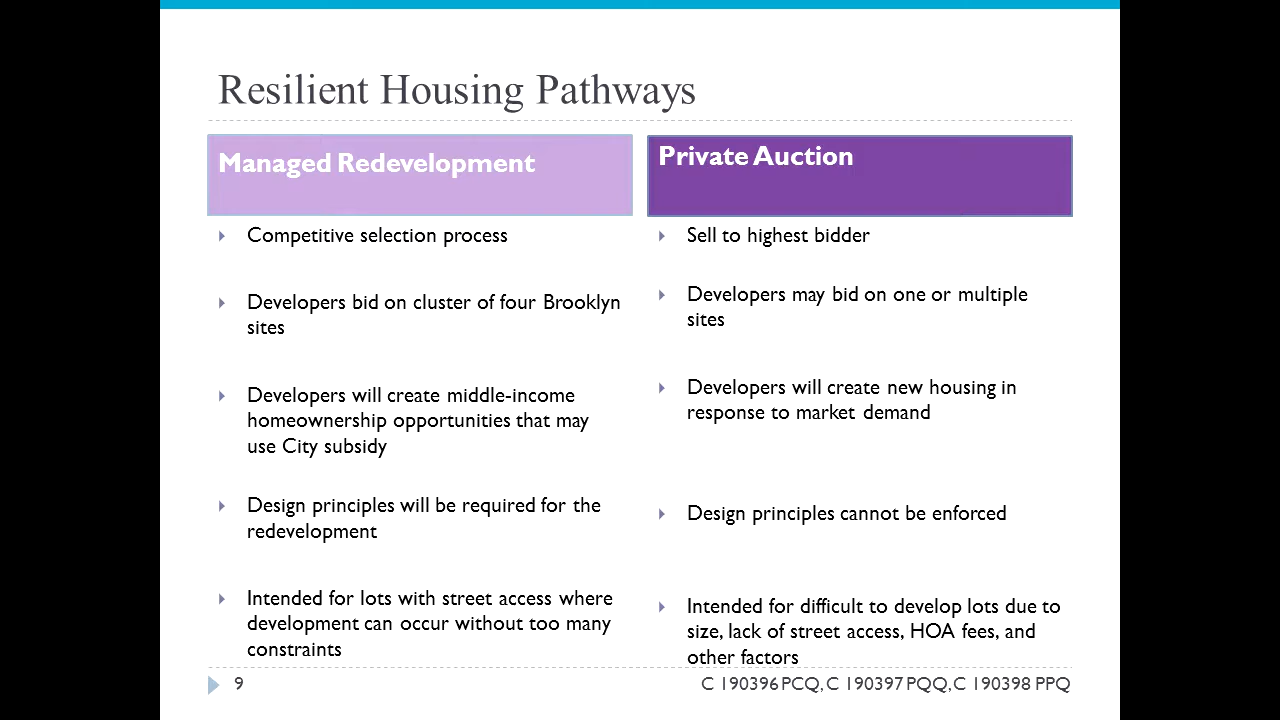 Resilient Housing Pathways
Managed Redevelopment
Competitive selection process
Developers bid on cluster of four Brooklyn
sites
Developers will create middle-income
homeownership opportunities that may
use City subsidy
Design principles will be required for the
redevelopment
Intended for lots with street access where
development can occur without too many
constraints
Private Auction
Sell to highest bidder
Developers may bid on one or multiple
sites
Developers will create new housing in
response to market demand
Design principles cannot be enforced
Intended for difficult to develop lots due to
size, lack of street access, HOA fees, and
other factors
9
C 190396 PCQ, C 190397 PQQ, C 190398 PPQ